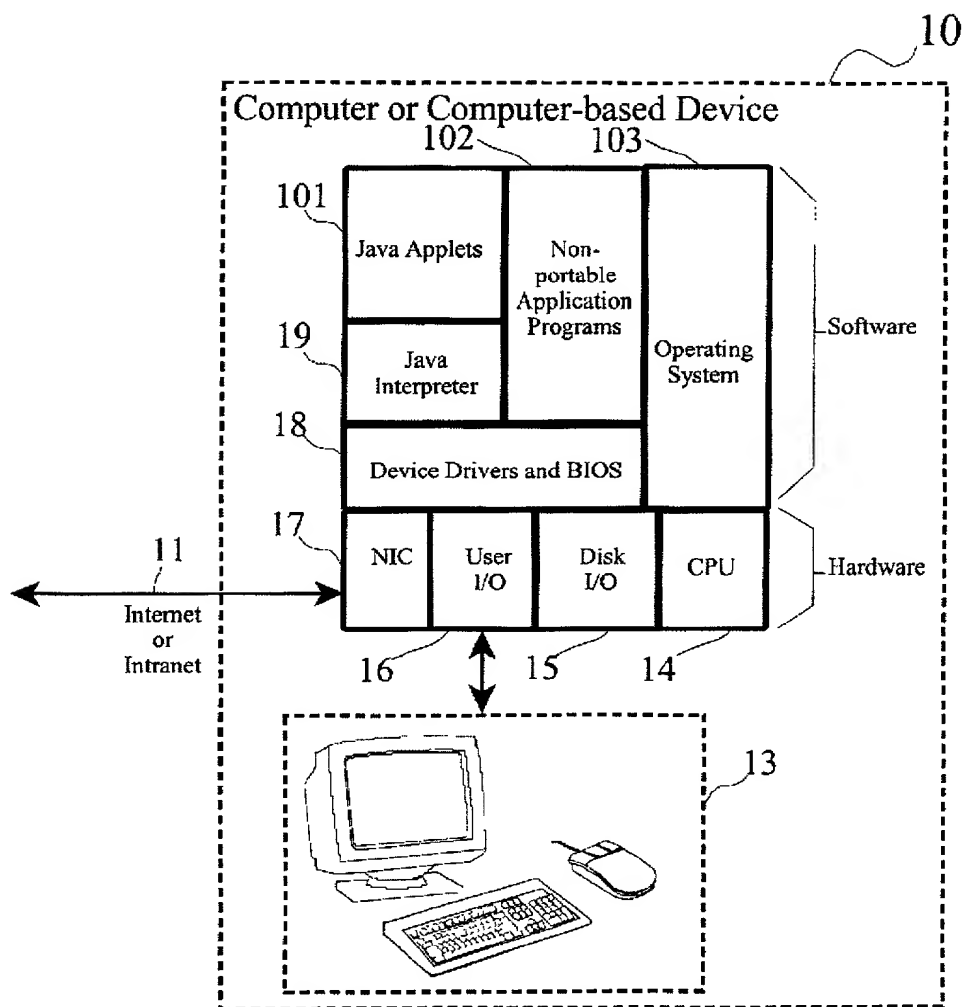 10
Computer or Computer-based Device
102
103
101
Java Applets
Non-
portable
Application
Programs
Software
19
Java
Interpreter
Operating
System
18
Device Drivers and BIOS
17
NIC
User
I/O
Disk
I/O
CPU
Hardware
11
Internet
or
Intranet
16
15
14
13